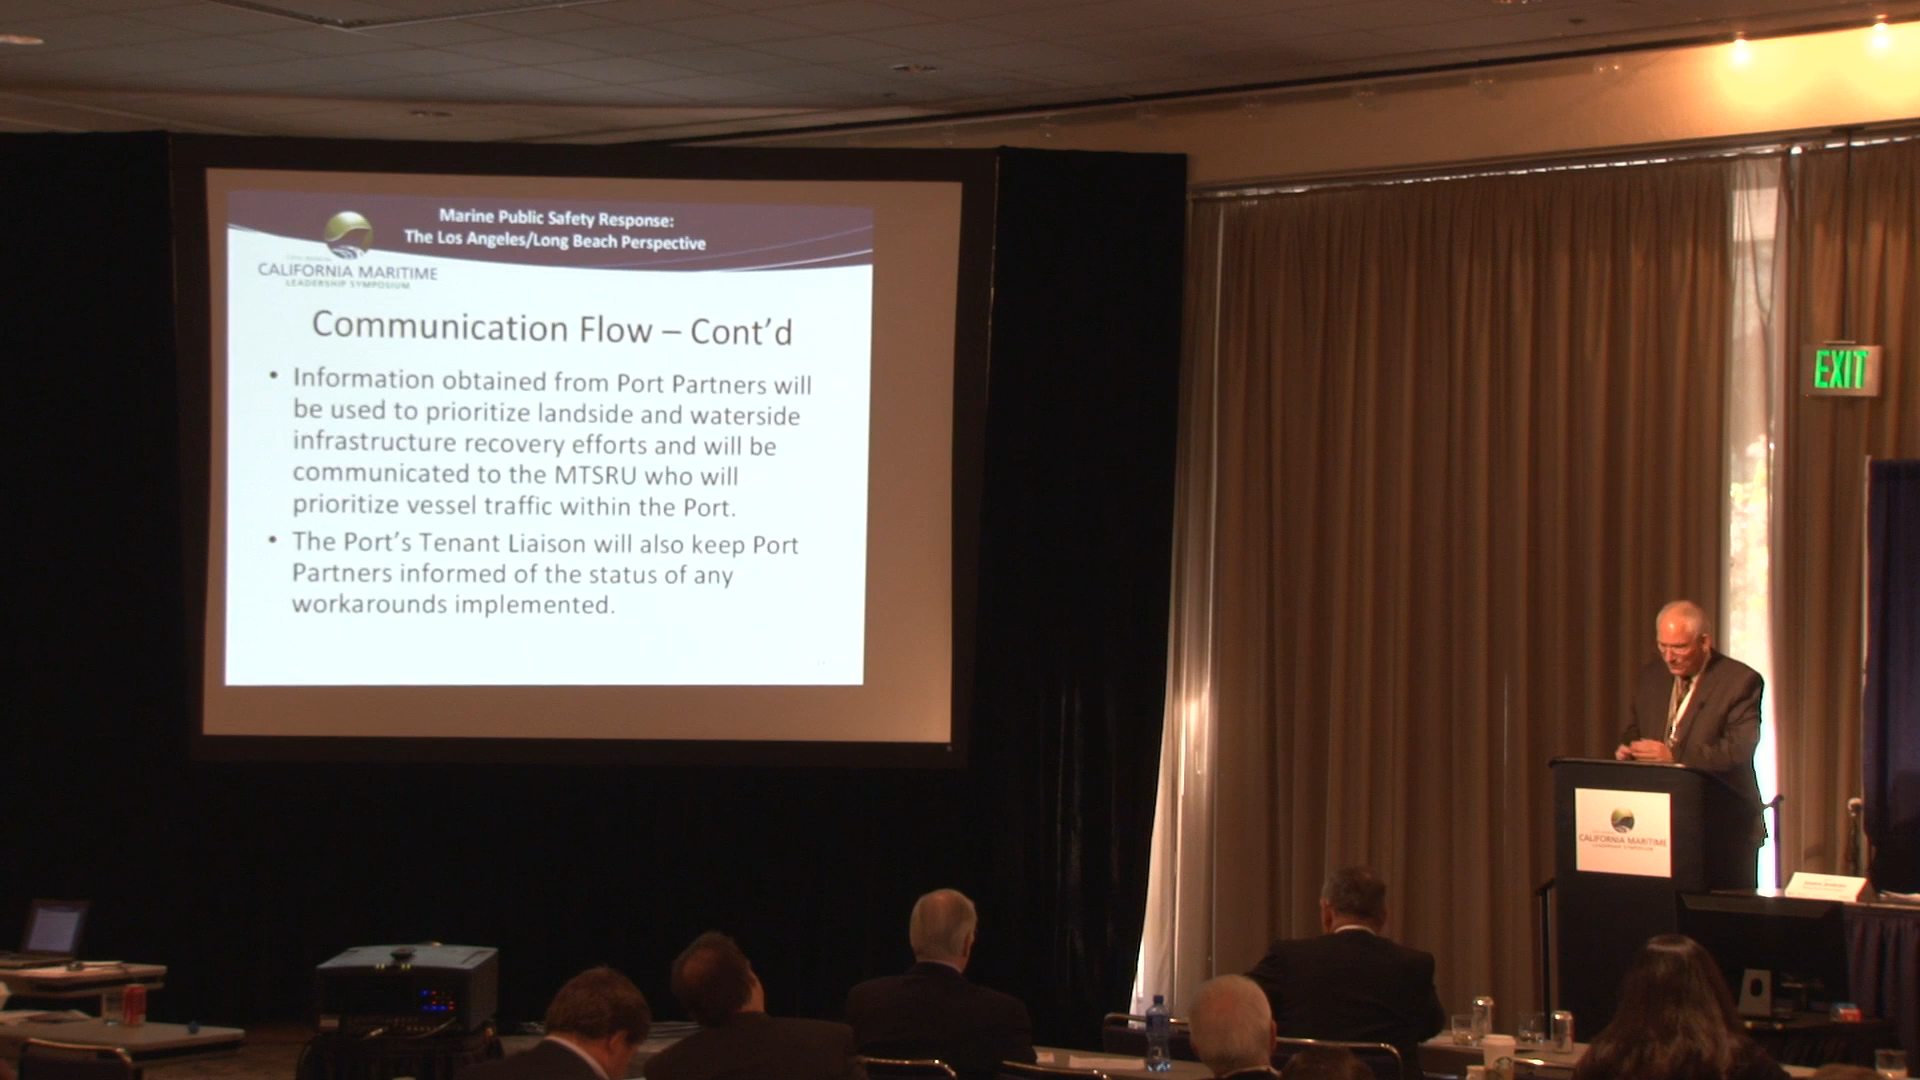 Marine Public Safety Response:
The Los Angeles/Long Beach Perspective
CALIFORNIA MARITIME
LEADERSHIP SYMPOSIUM
Communication Flow – Cont'd
• Information obtained from Port Partners will
be used to prioritize landside and waterside
infrastructure recovery efforts and will be
communicated to the MTSRU who will
prioritize vessel traffic within the Port.
• The Port's Tenant Liaison will also keep Port
Partners informed of the status of any
workarounds implemented.
EXIT
CALIFORNIA MARITIME
LEADERSHIP SYMPOSIUM